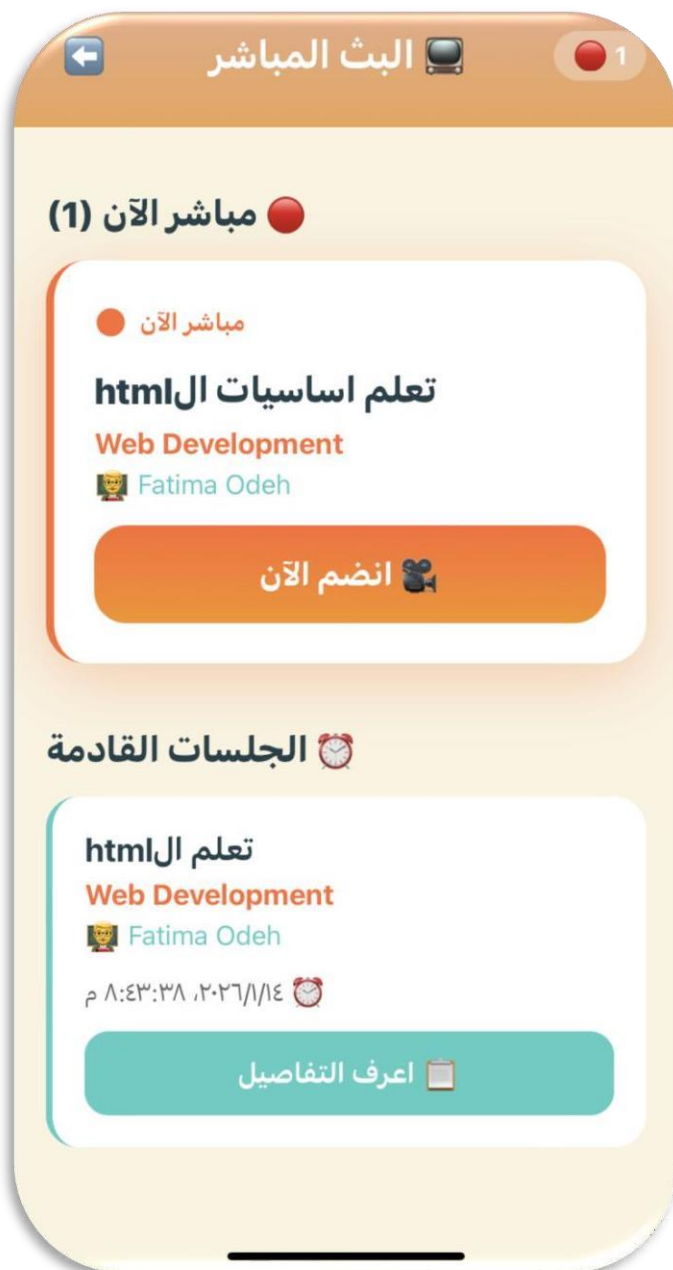 البث المباشر
1
مباشر الآن (1)
مباشر الآن
تعلم اساسيات الhtml
Web Development
Fatima Odeh
انضم الآن
الجلسات القادمة
تعلم الhtml
Web Development
Fatima Odeh
٢٠٢٦/١/١٤، ٨:٤٣:٣٨ م
اعرف التفاصيل